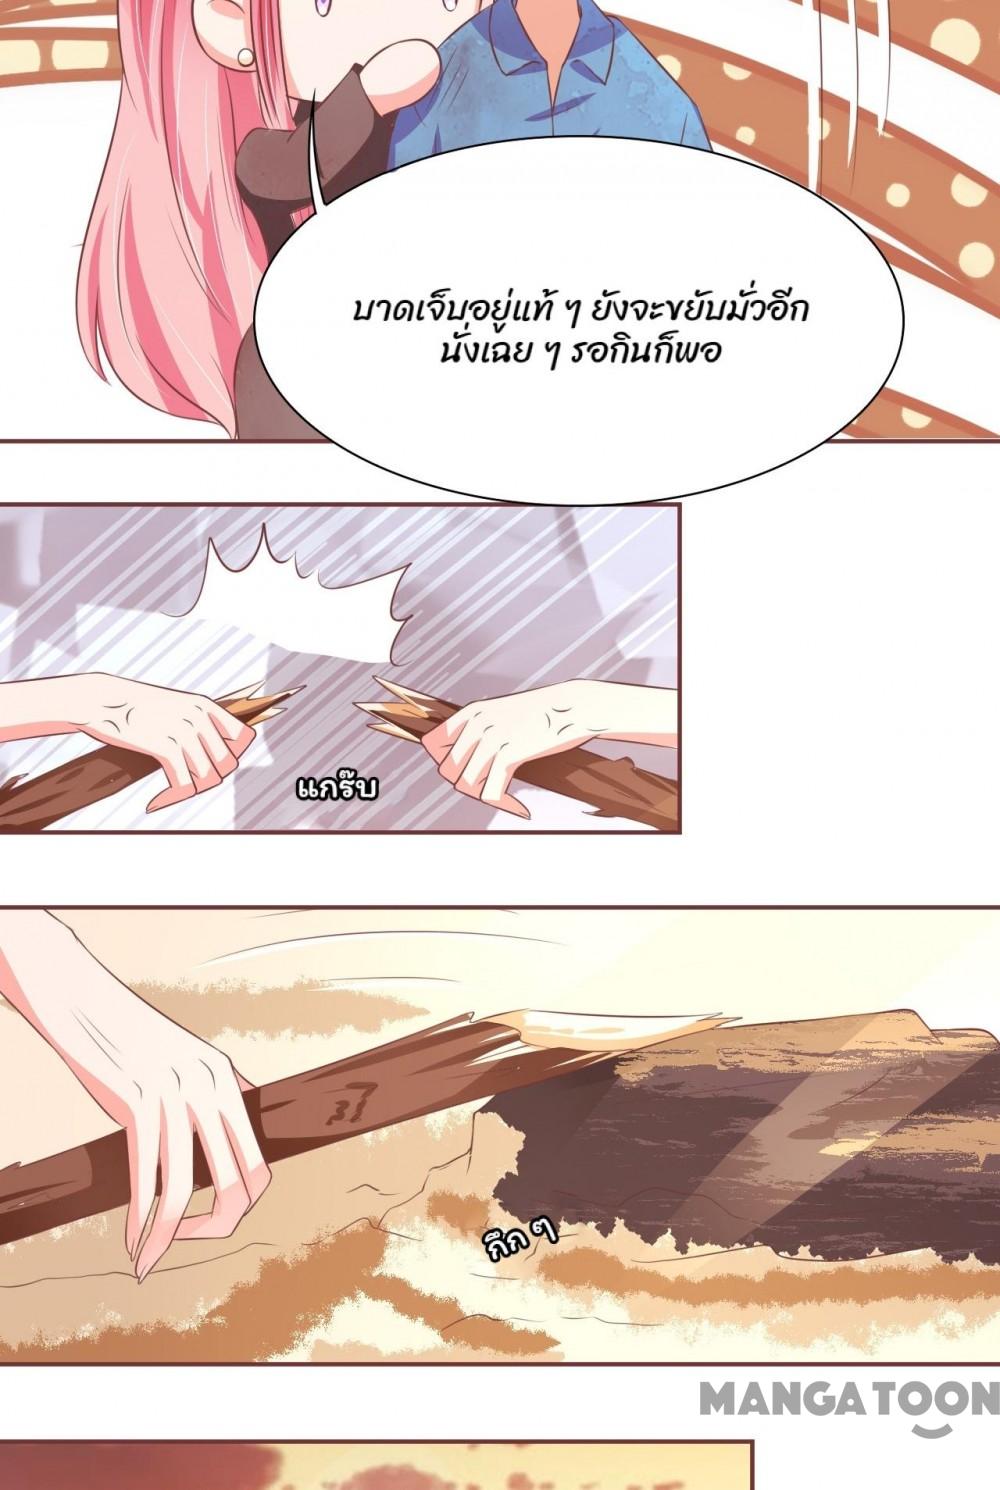 บาดเจ็บอยู่แท้ ๆ ยังจะขยับมั่วอีก
นั่งเฉย ๆ รอกินก็พอ
แกร๊บ
กึก ๆ
MANGATOON